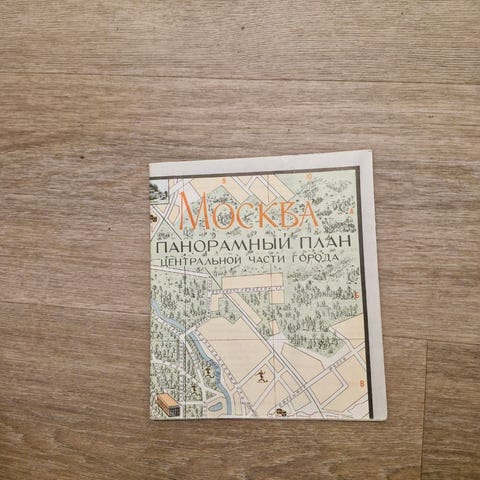 МОСКВА
ПАНОРАМНЫЙ ПЛАН
ЦЕНТРАЛЬНОЙ ЧАСТИ ГОРОДА
А
Б
В